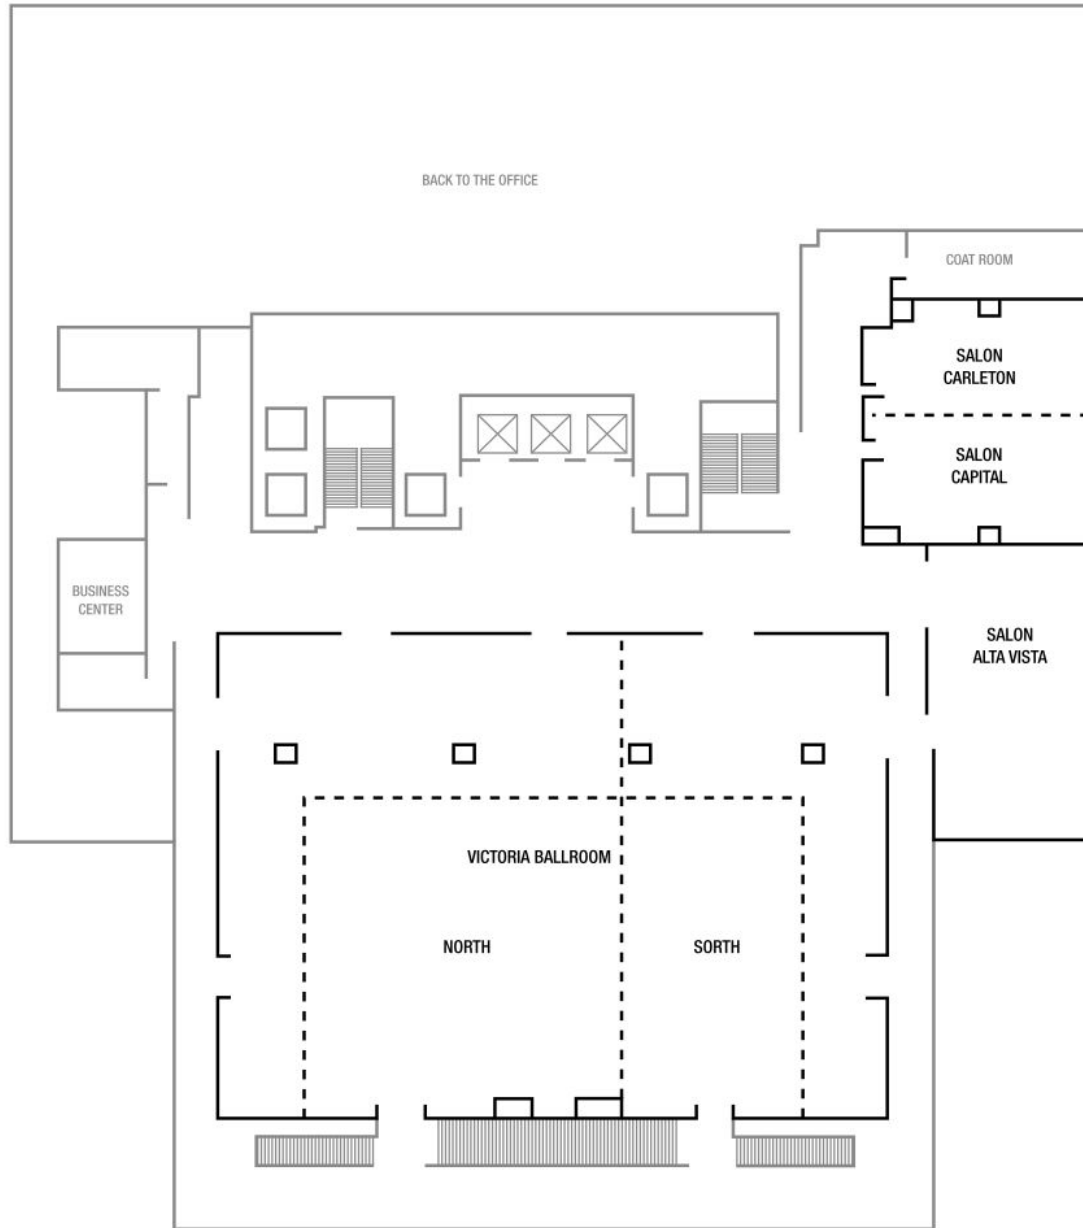 BACK TO THE OFFICE
COAT ROOM
SALON
CARLETON
SALON
CAPITAL
BUSINESS
CENTER
SALON
ALTA VISTA
VICTORIA BALLROOM
NORTH
SORTH